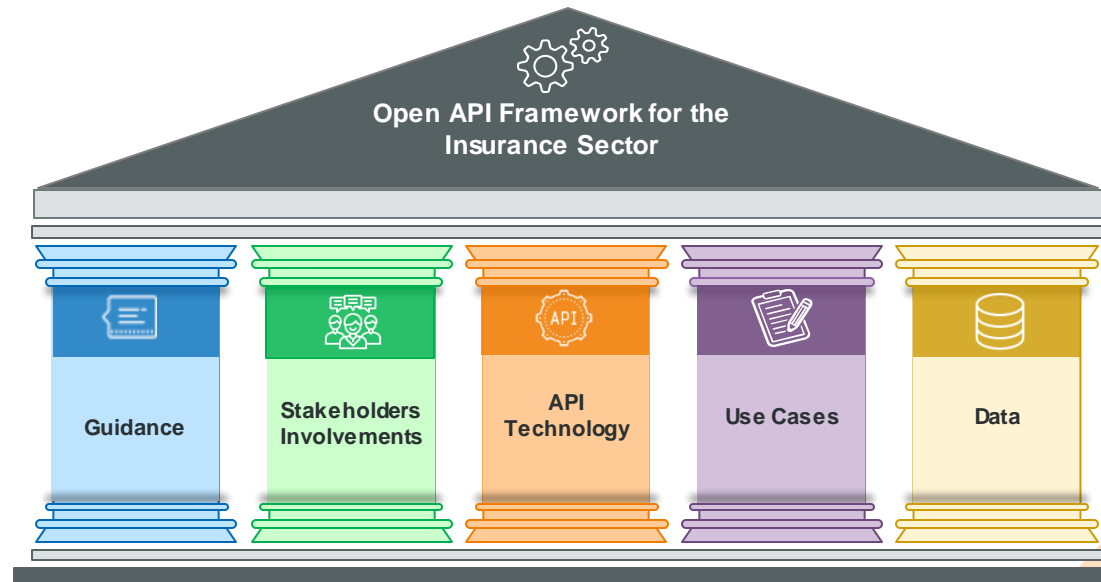 Open API Framework for the
Insurance Sector
API
Guidance
Stakeholders
Involvements
API
Technology
Use Cases
Data